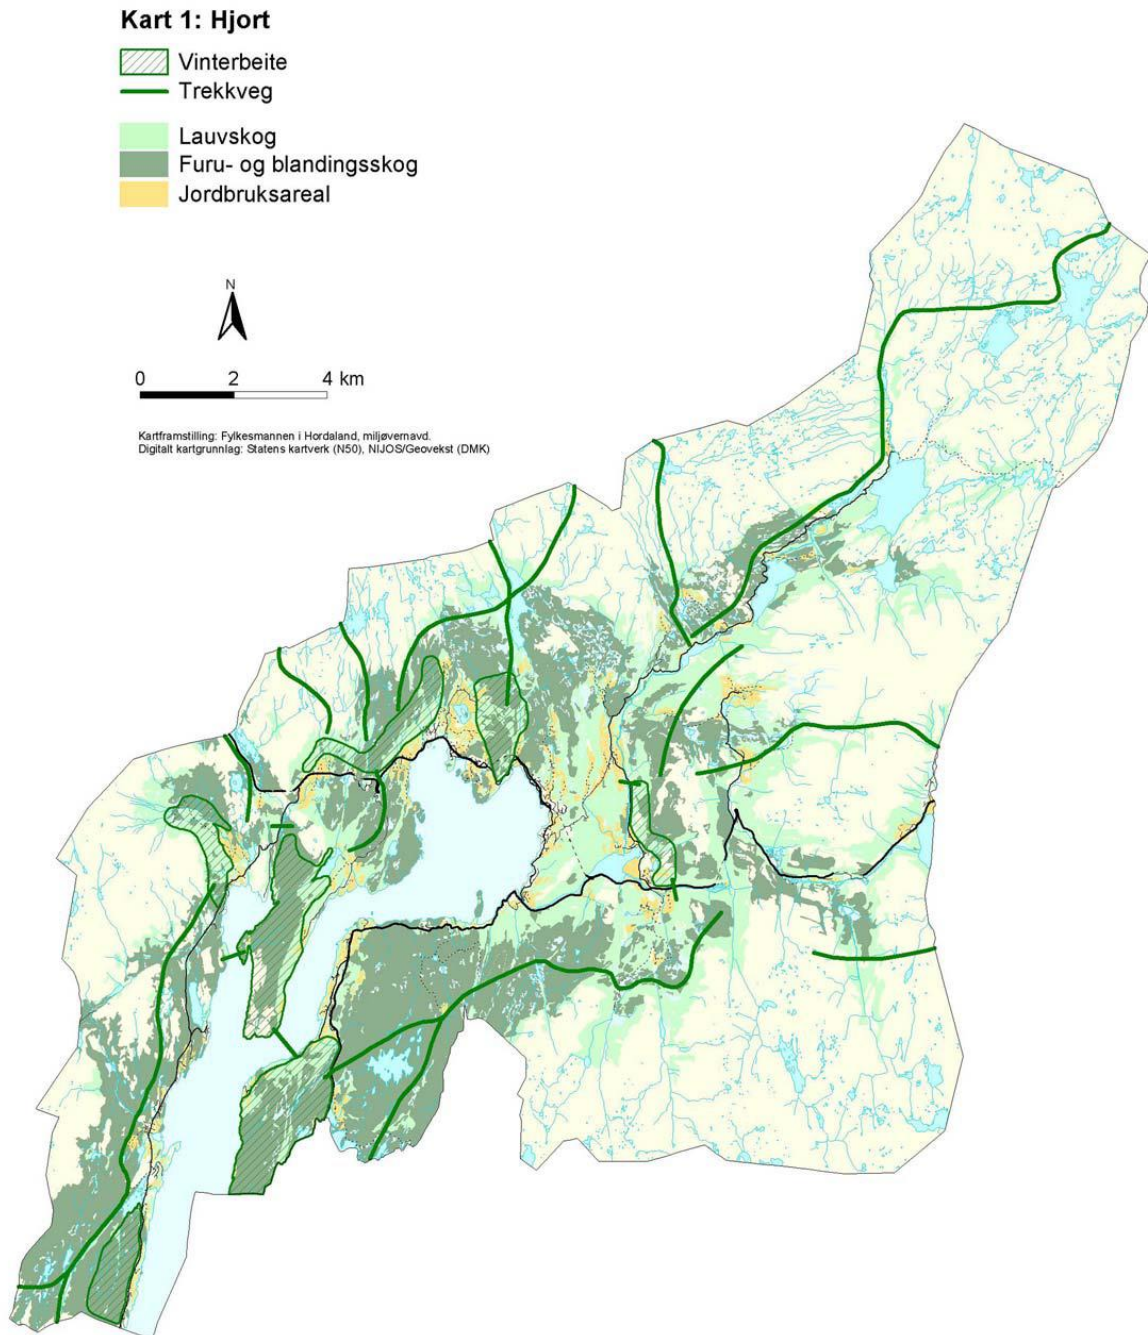 Kart 1: Hjort
Vinterbeite
Trekkveg
Lauvskog
Furu- og blandingsskog
Jordbruksareal
N
0 2 4 km
Kartframstilling: Fylkesmannen i Hordaland, miljøvernavd.
Digitalt kartgrunnlag: Statens kartverk (N50), NIJOS/Geovekst (DMK)